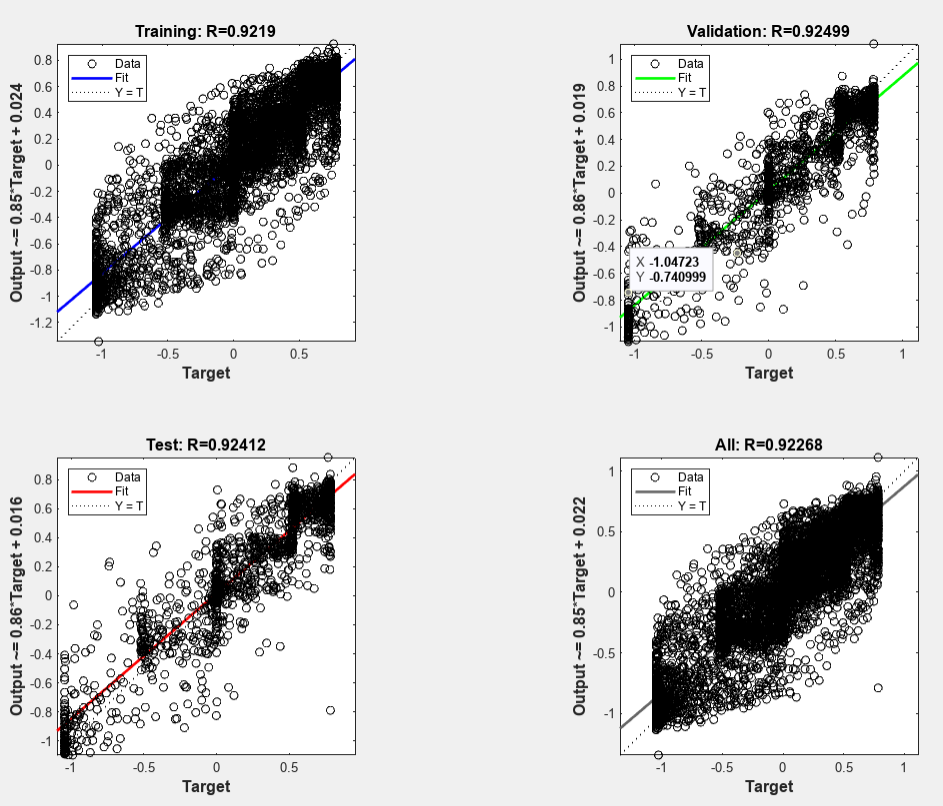 Training: R=0.9219
Data
Fit
Y = T
Output ~= 0.85*Target + 0.024
0.8
0.6
0.4
0.2
0
-0.2
-0.4
-0.6
-0.8
-1
-1.2
-1 -0.5 0 0.5
Target
Validation: R=0.92499
Data
Fit
Y = T
Output ~= 0.86*Target + 0.019
1
0.8
0.6
0.4
0.2
0
-0.2
-0.4
-0.6
-0.8
-1
X -1.04723
Y -0.740999
-1 -0.5 0 0.5 1
Target
Test: R=0.92412
Data
Fit
Y = T
Output ~= 0.86*Target + 0.016
0.8
0.6
0.4
0.2
0
-0.2
-0.4
-0.6
-0.8
-1
-1 -0.5 0 0.5
Target
All: R=0.92268
Data
Fit
Y = T
Output ~= 0.85*Target + 0.022
1
0.5
0
-0.5
-1
-1 -0.5 0 0.5 1
Target